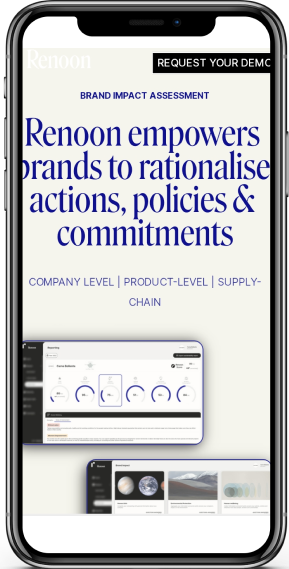 Renoon
REQUEST YOUR DEMO
BRAND IMPACT ASSESSMENT
Renoon empowers
brands to rationalise
actions, policies &
commitments
COMPANY LEVEL | PRODUCT-LEVEL | SUPPLY-
CHAIN